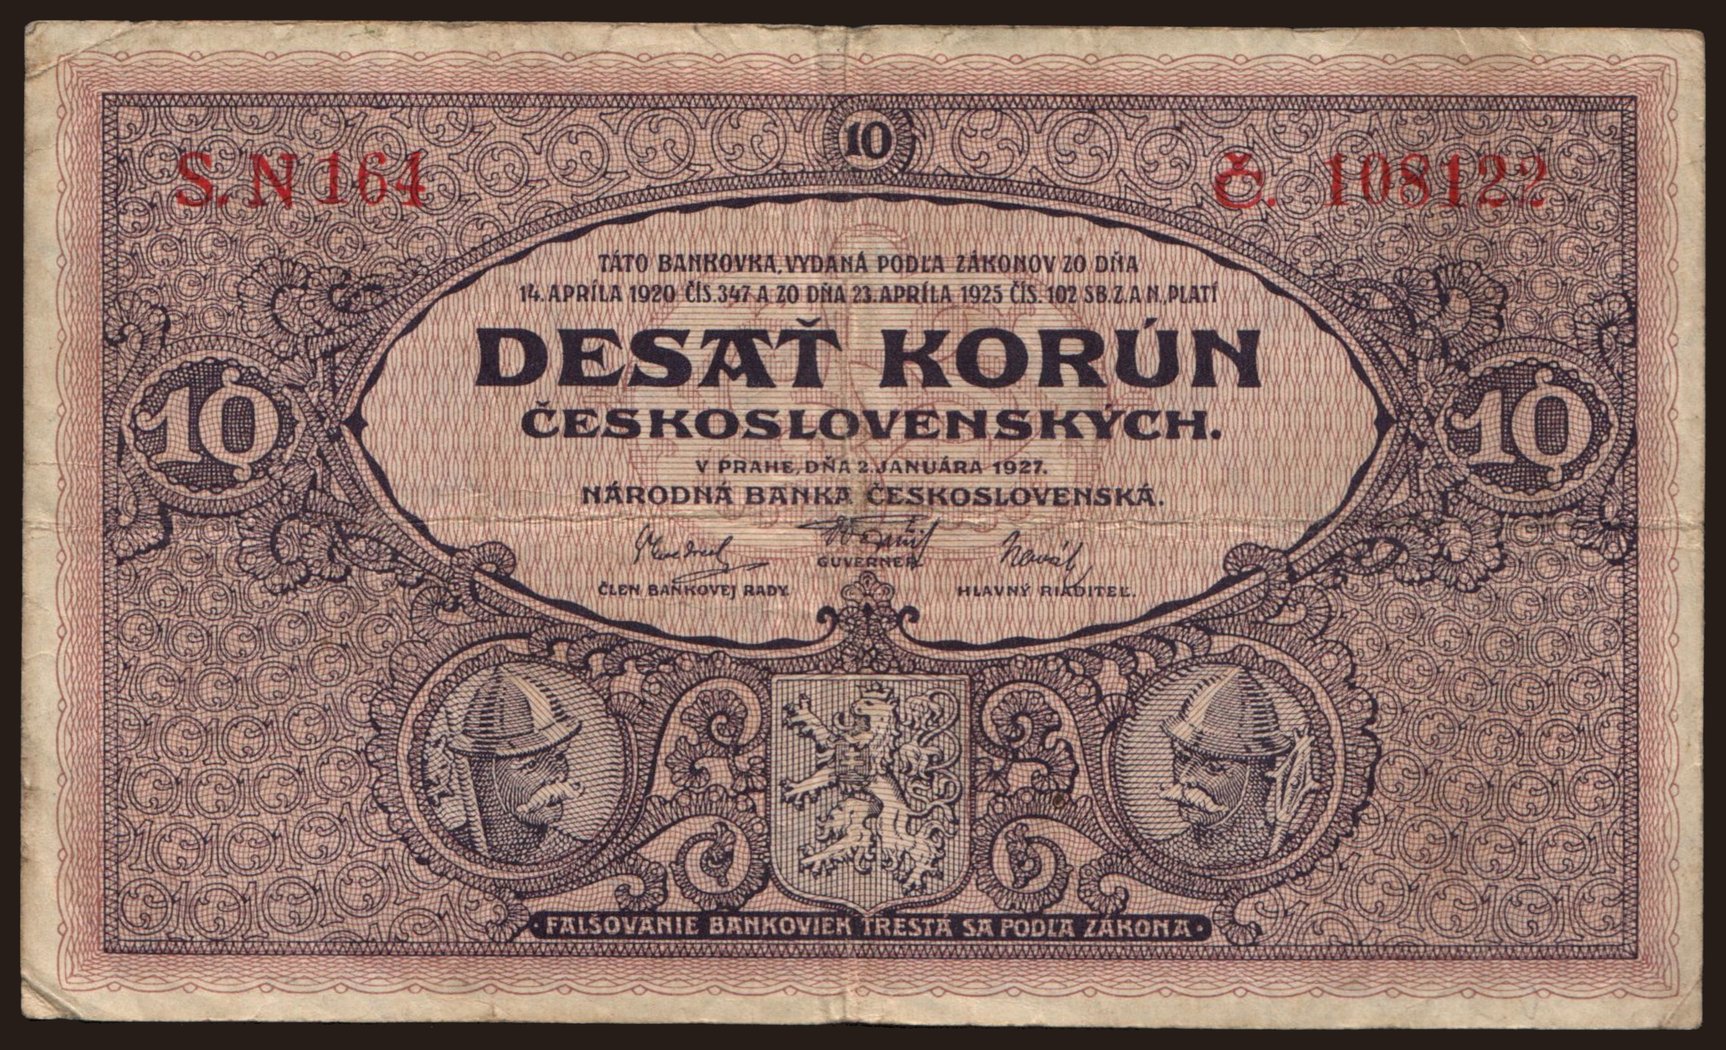 10
S. N 164 Č. 108122
TÁTO BANKOVKA, VYDANÁ PODĽA ZÁKONOV ZO DŇA
14. APRÍLA 1920 ČÍS. 347 A ZO DŇA 23. APRÍLA 1925 ČÍS. 102 SB. Z. A N. PLATÍ
DESAŤ KORÚN
ČESKOSLOVENSKÝCH.
10 10
V PRAHE, DŇA 2. JANUÁRA 1927.
NÁRODNÁ BANKA ČESKOSLOVENSKÁ.
GUVERNER.
ČLEN BANKOVEJ RADY. HLAVNÝ RIADITEĽ.
· FALŠOVANIE BANKOVIEK TRESTÁ SA PODĽA ZÁKONA ·